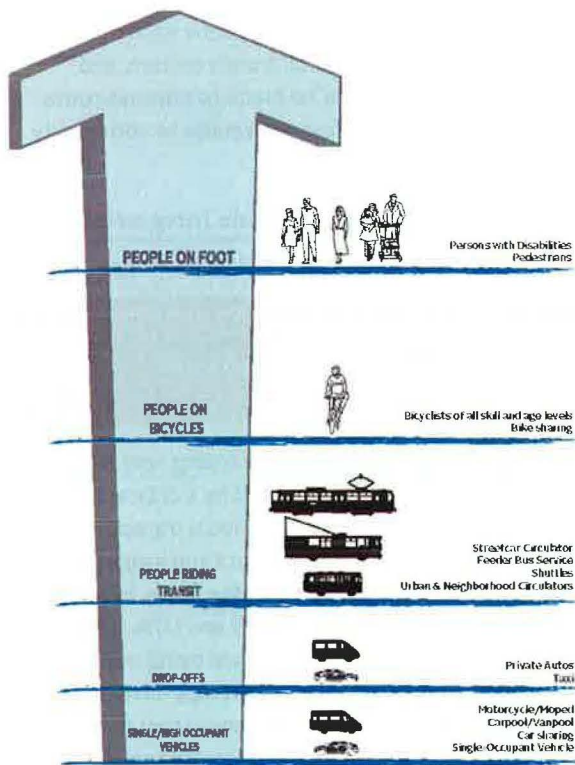 PEOPLE ON FOOT
Persons with Disabilities
Pedestrians
PEOPLE ON
BICYCLES
Bicyclists of all skill and age levels
Bike sharing
PEOPLE RIDING
TRANSIT
Streetcar Circulator
Feeder Bus Service
Shuttles
Urban & Neighborhood Circulators
DROP-OFFS
Private Autos
Taxi
SINGLE/HIGH OCCUPANT
VEHICLES
Motorcycle/Moped
Carpool/Vanpool
Car sharing
Single-Occupant Vehicle